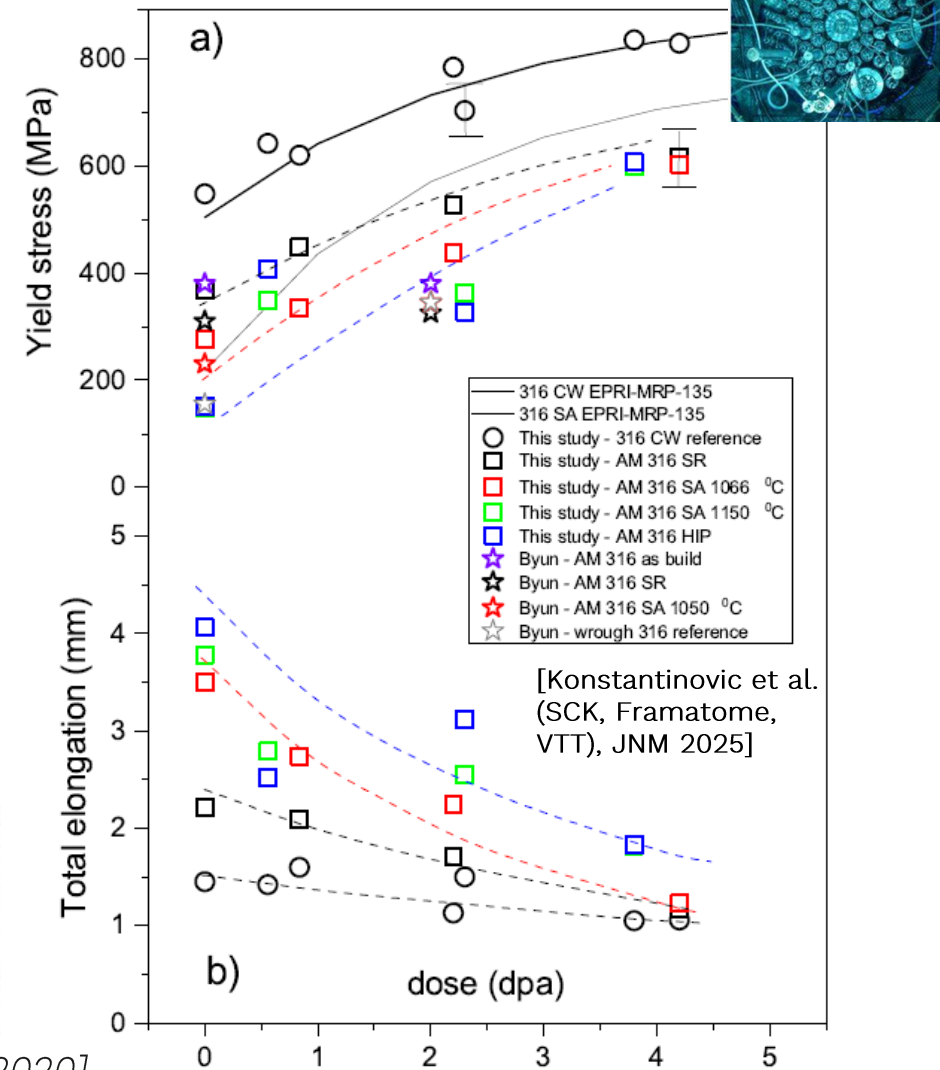 a)
800
600
400
200
0
Yield stress (MPa)
316 CW EPRI-MRP-135
316 SA EPRI-MRP-135
This study - 316 CW reference
This study - AM 316 SR
This study - AM 316 SA 1066 ⁰C
This study - AM 316 SA 1150 ⁰C
This study - AM 316 HIP
Byun - AM 316 as build
Byun - AM 316 SR
Byun - AM 316 SA 1050 ⁰C
Byun - wrough 316 reference
[Konstantinovic et al.
(SCK, Framatome,
VTT), JNM 2025]
5
4
3
2
1
0
Total elongation (mm)
b)
dose (dpa)
0 1 2 3 4 5
2020]